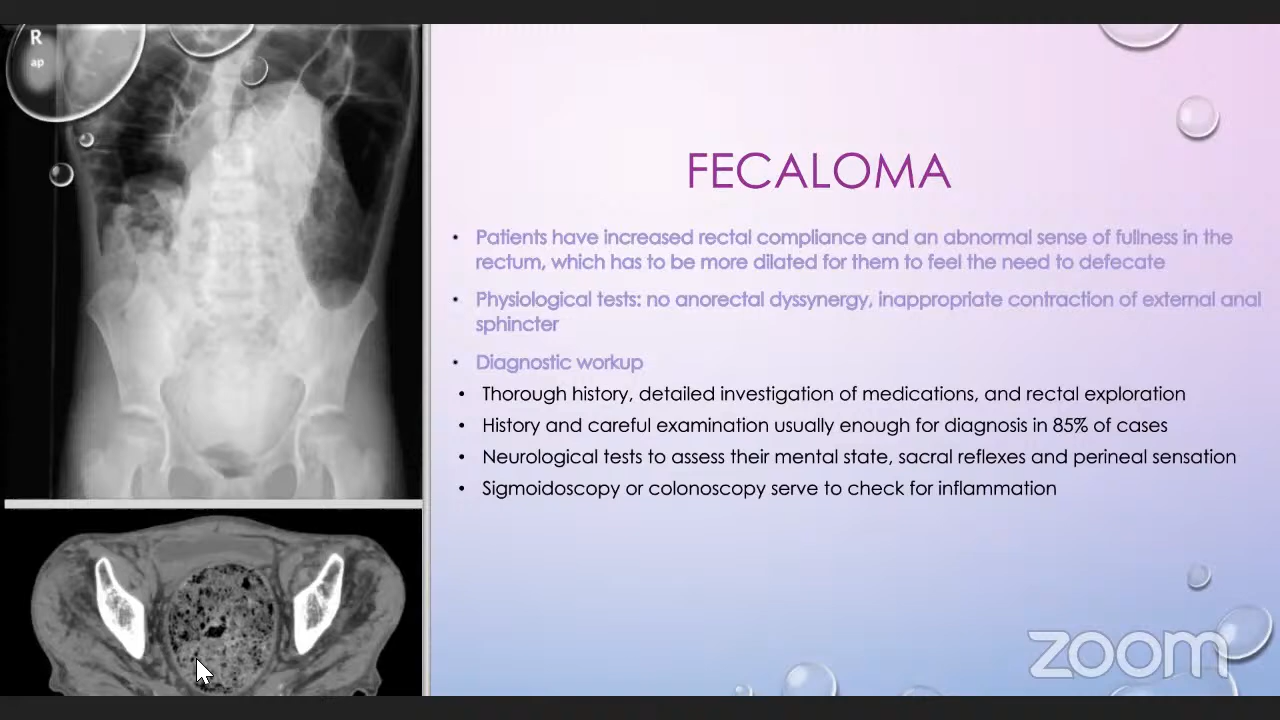 R
ap
FECALOMA
• Patients have increased rectal compliance and an abnormal sense of fullness in the
rectum, which has to be more dilated for them to feel the need to defecate
• Physiological tests: no anorectal dyssynergy, inappropriate contraction of external anal
sphincter
• Diagnostic workup
• Thorough history, detailed investigation of medications, and rectal exploration
• History and careful examination usually enough for diagnosis in 85% of cases
• Neurological tests to assess their mental state, sacral reflexes and perineal sensation
• Sigmoidoscopy or colonoscopy serve to check for inflammation
zoom